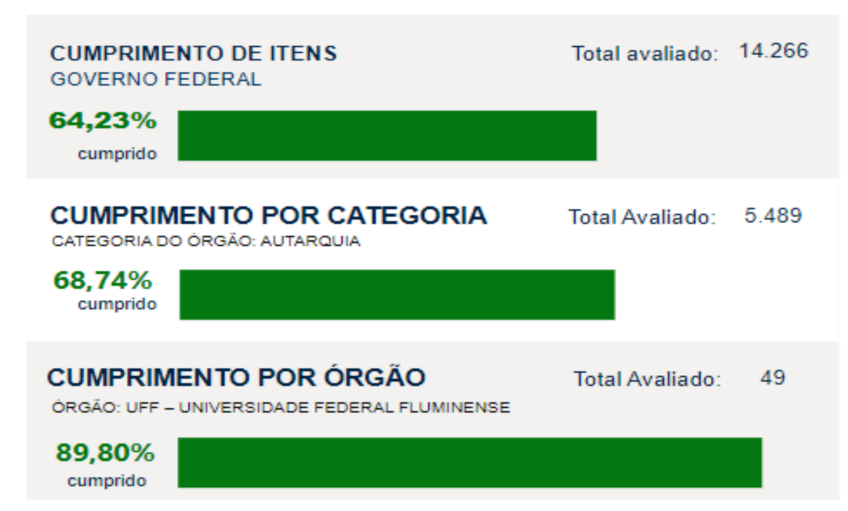 CUMPRIMENTO DE ITENS Total avaliado: 14.266
GOVERNO FEDERAL
64,23%
cumprido
CUMPRIMENTO POR CATEGORIA Total Avaliado: 5.489
CATEGORIA DO ÓRGÃO: AUTARQUIA
68,74%
cumprido
CUMPRIMENTO POR ÓRGÃO Total Avaliado: 49
ÓRGÃO: UFF – UNIVERSIDADE FEDERAL FLUMINENSE
89,80%
cumprido